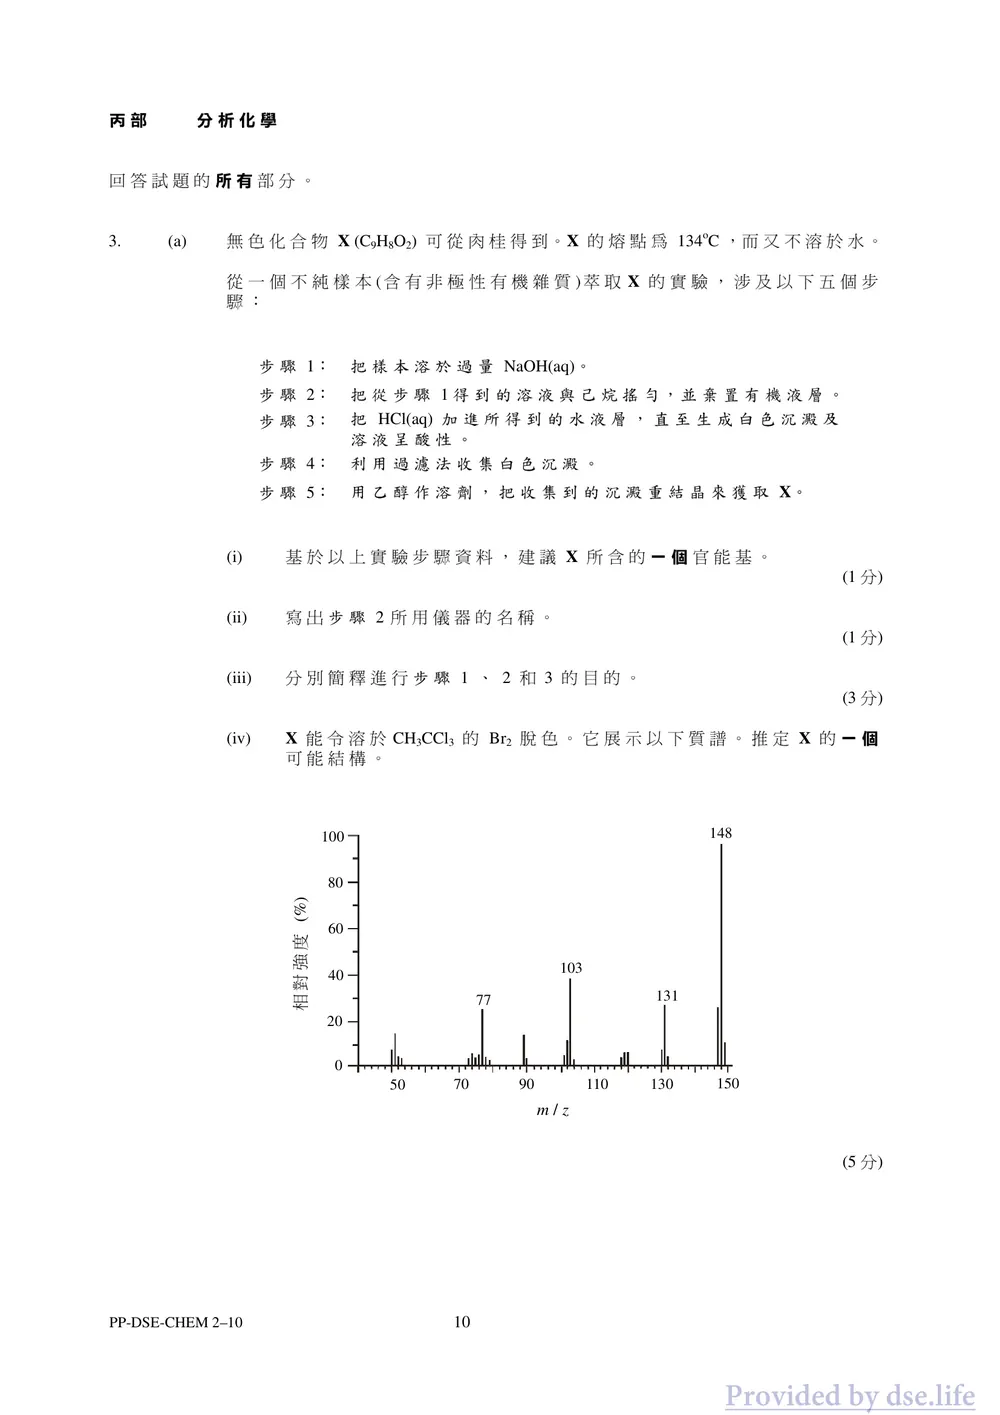 丙部 分析化學
回答試題的所有部分。
3. (a) 無色化合物 X (C₉H₈O₂) 可從肉桂得到。X 的熔點為 134°C，而又不溶於水。
從一個不純樣本(含有非極性有機雜質)萃取 X 的實驗，涉及以下五個步
驟：
步驟 1： 把樣本溶於過量 NaOH(aq)。
步驟 2： 把從步驟 1得到的溶液與己烷搖勻，並棄置有機液層。
步驟 3： 把 HCl(aq) 加進所得到的水液層，直至生成白色沉澱及
溶液呈酸性。
步驟 4： 利用過濾法收集白色沉澱。
步驟 5： 用乙醇作溶劑，把收集到的沉澱重結晶來獲取 X。
(i) 基於以上實驗步驟資料，建議 X 所含的一個官能基。
(1 分)
(ii) 寫出步驟 2 所用儀器的名稱。
(1 分)
(iii) 分別簡釋進行步驟 1、2 和 3 的目的。
(3 分)
(iv) X 能令溶於 CH₃CCl₃ 的 Br₂ 脫色。它展示以下質譜。推定 X 的一個
可能結構。
148
100
80
相對強度 (%)
60
40
103
131
77
20
0
50 70 90 110 130 150
m / z
(5 分)
PP-DSE-CHEM 2–10 10
Provided by dse.life